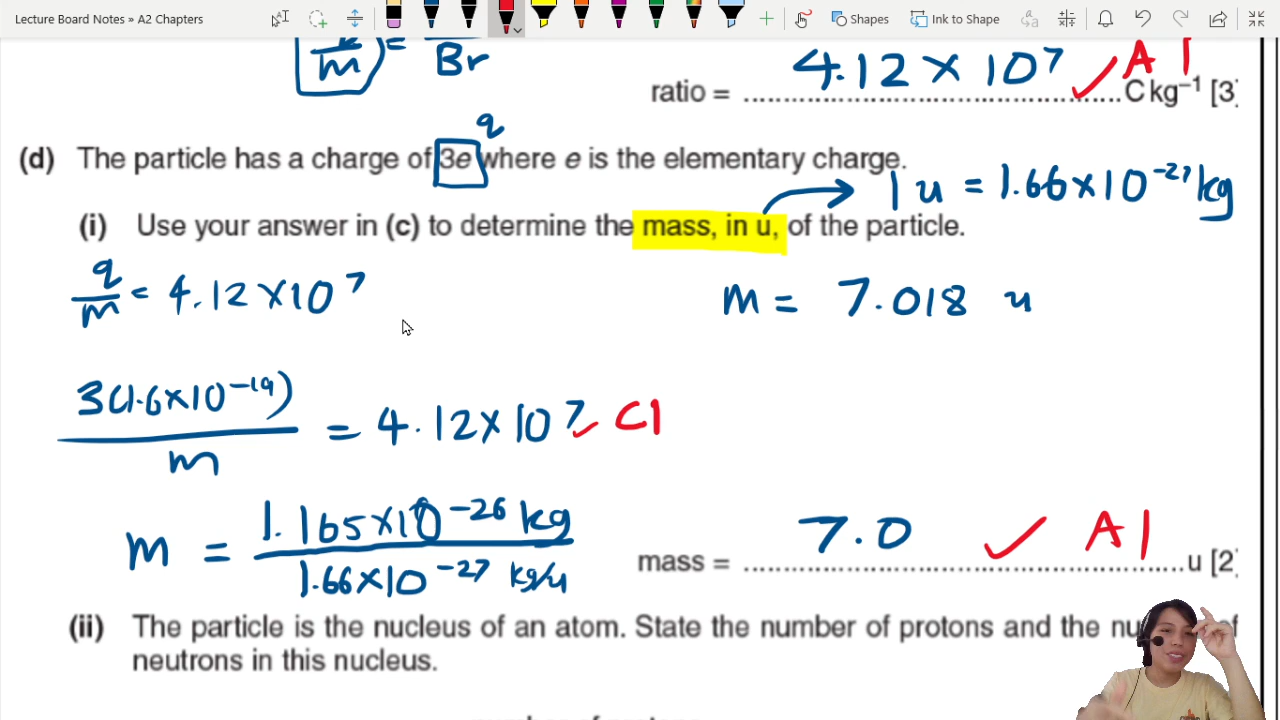 Lecture Board Notes » A2 Chapters
Shapes
Ink to Shape
m = Br
4.12 × 10⁷ ✓ A1
ratio = ............................................... C kg⁻¹ [3]
q
(d) The particle has a charge of 3e where e is the elementary charge.
1 u = 1.66×10⁻²⁷ kg
(i) Use your answer in (c) to determine the mass, in u, of the particle.
q/m = 4.12×10⁷
m = 7.018 u
3(1.6×10⁻¹⁹)/m = 4.12×10⁷ ✓ C1
m = 1.165×10⁻²⁶ kg / 1.66×10⁻²⁷ kg/u
7.0 ✓ A1
mass = ............................................... u [2]
(ii) The particle is the nucleus of an atom. State the number of protons and the of
neutrons in this nucleus.